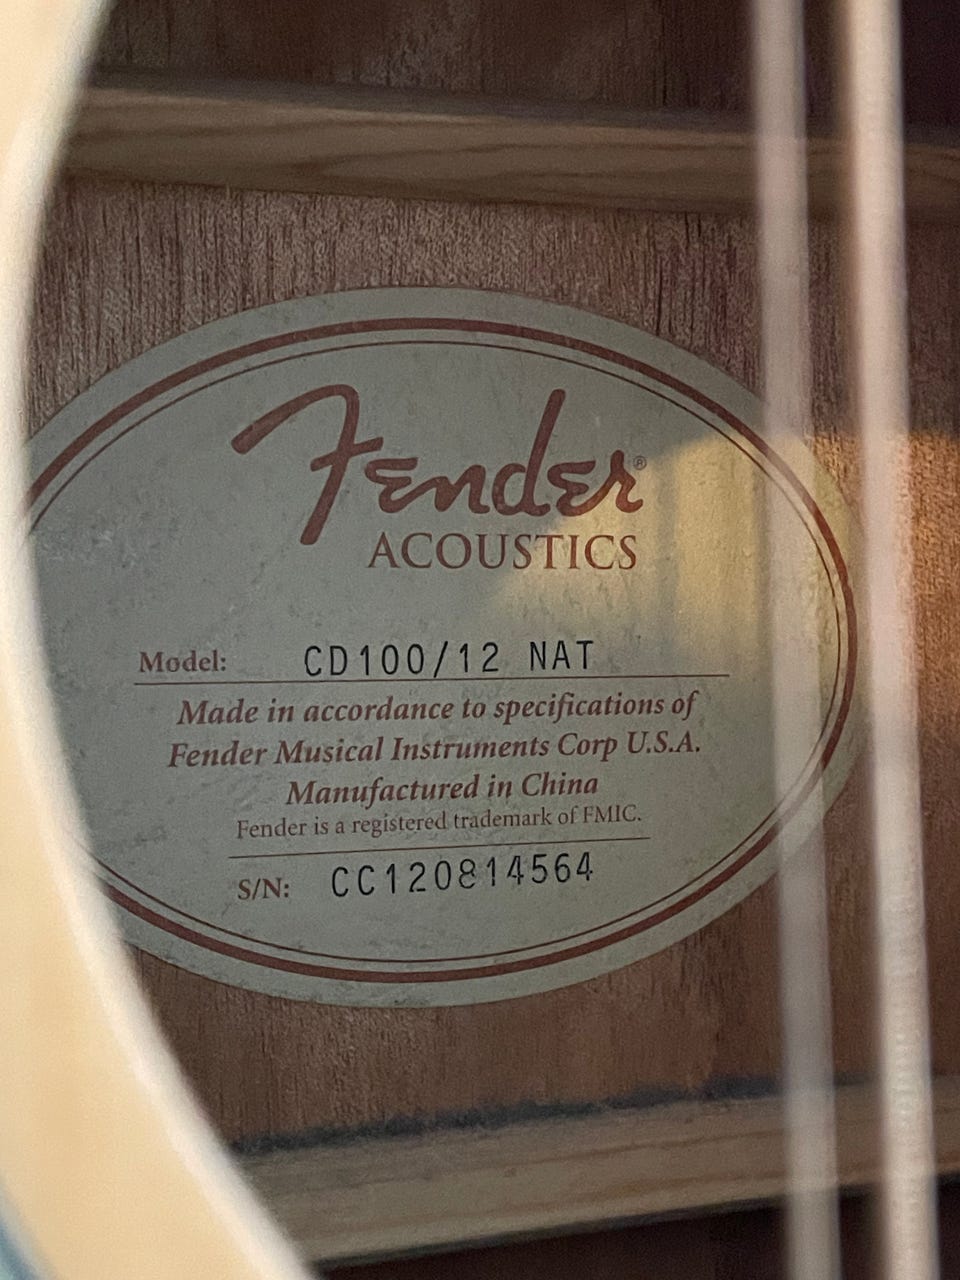 Fender®
ACOUSTICS
Model: CD100/12 NAT
Made in accordance to specifications of
Fender Musical Instruments Corp U.S.A.
Manufactured in China
Fender is a registered trademark of FMIC.
S/N: CC120814564